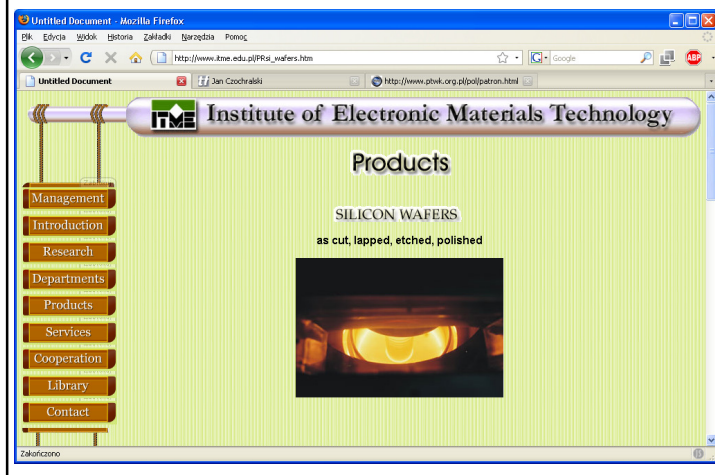 Untitled Document - Mozilla Firefox
Plik Edycja Widok Historia Zakładki Narzędzia Pomoc
http://www.itme.edu.pl/PRsi_wafers.htm
G Google
ABP
Untitled Document
Jan Czochralski
http://www.ptwk.org.pl/pol/patron.html
ITME
Institute of Electronic Materials Technology
Products
SILICON WAFERS
as cut, lapped, etched, polished
Management
Introduction
Research
Departments
Products
Services
Cooperation
Library
Contact
Zakończono